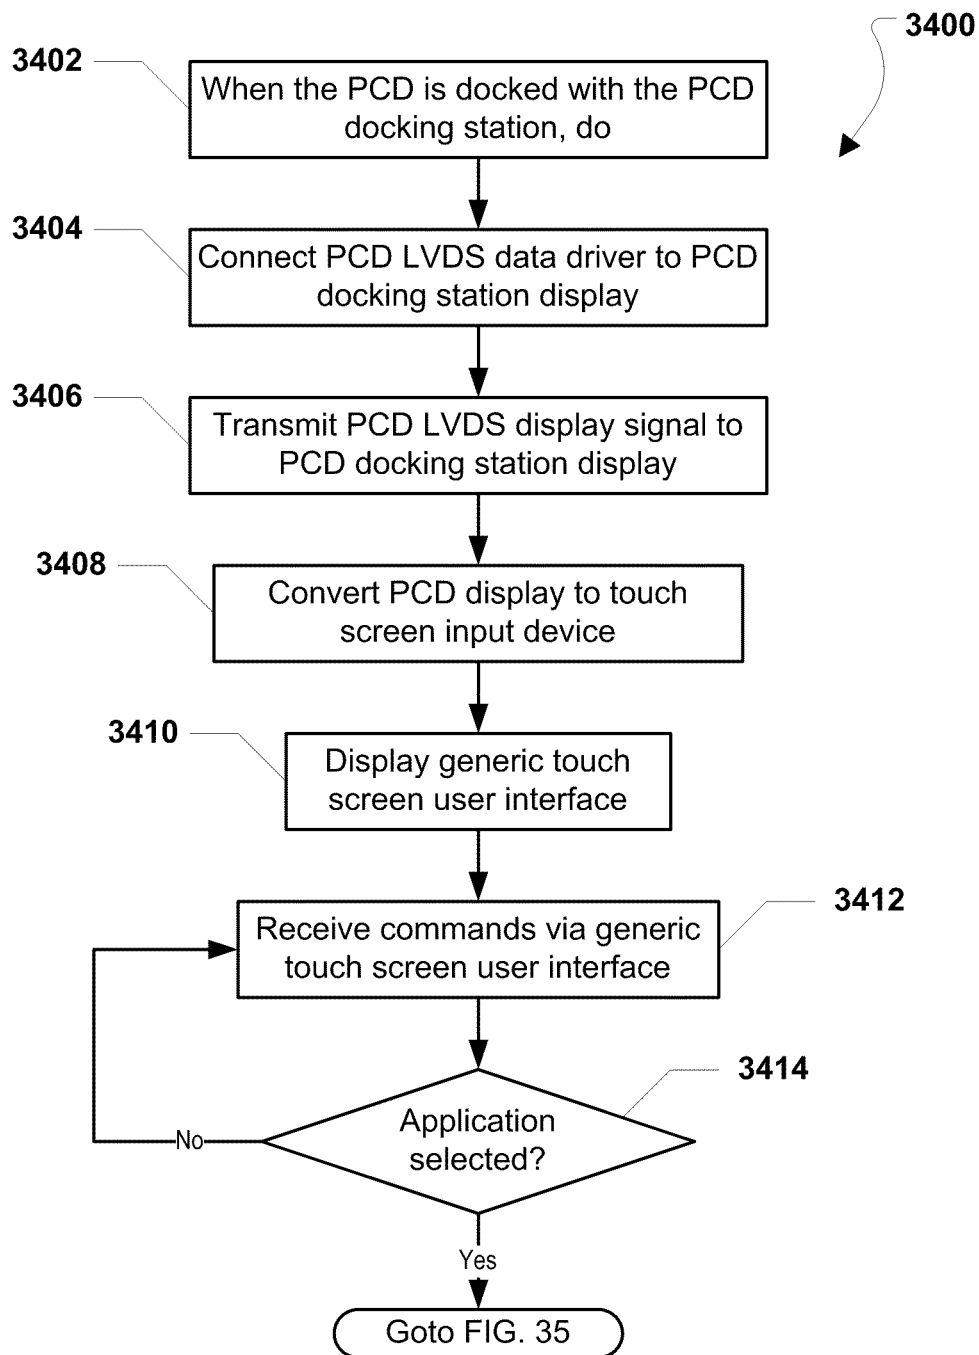 3400
3402
When the PCD is docked with the PCD
docking station, do
3404
Connect PCD LVDS data driver to PCD
docking station display
3406
Transmit PCD LVDS display signal to
PCD docking station display
3408
Convert PCD display to touch
screen input device
3410
Display generic touch
screen user interface
3412
Receive commands via generic
touch screen user interface
3414
Application
selected?
No
Yes
Goto FIG. 35